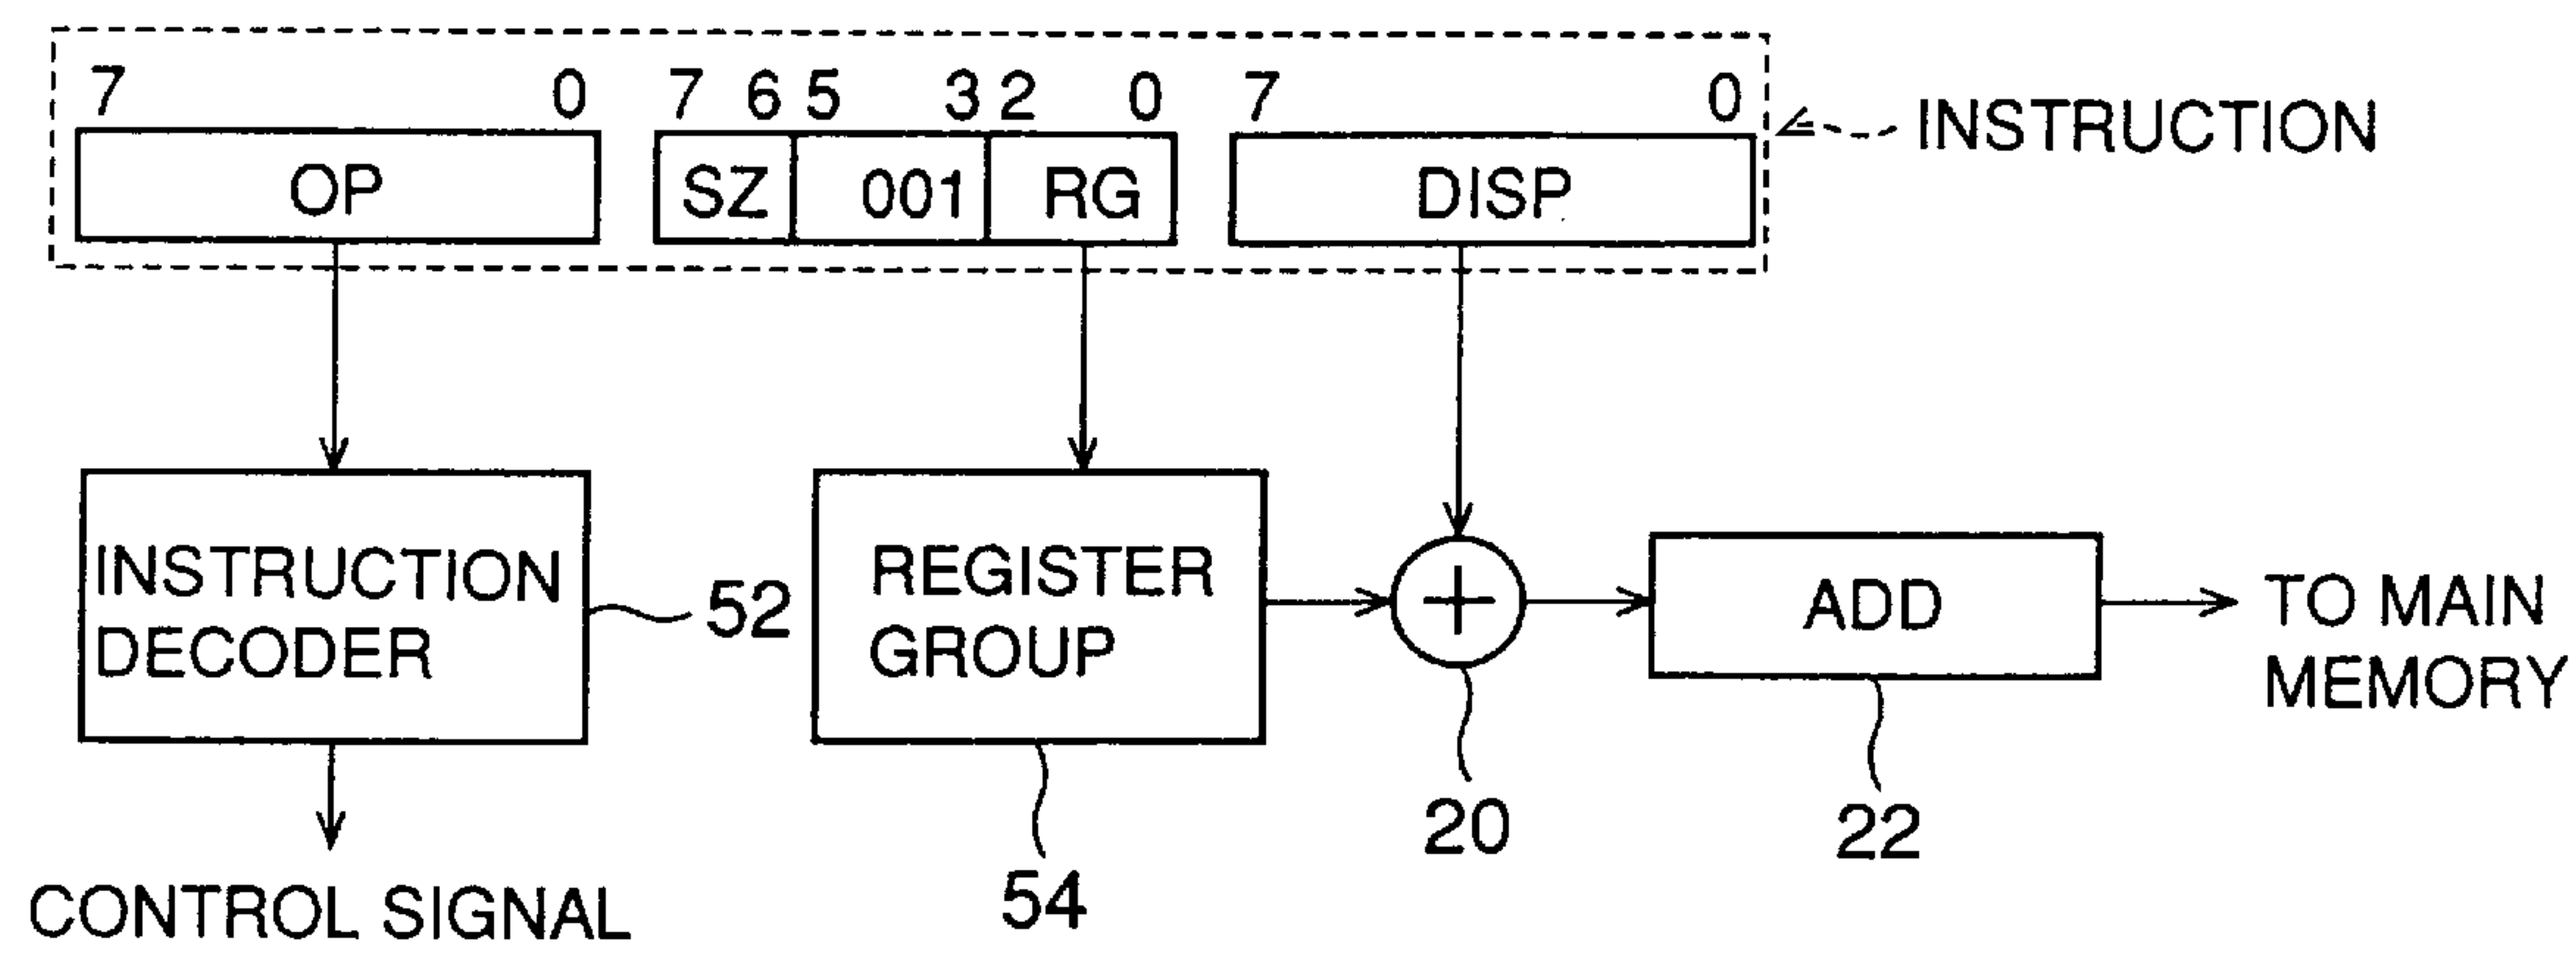 7 0 7 6 5 3 2 0 7 0
OP SZ 001 RG DISP
INSTRUCTION
INSTRUCTION
DECODER
52
REGISTER
GROUP
+
ADD
TO MAIN
MEMORY
20
22
54
CONTROL SIGNAL